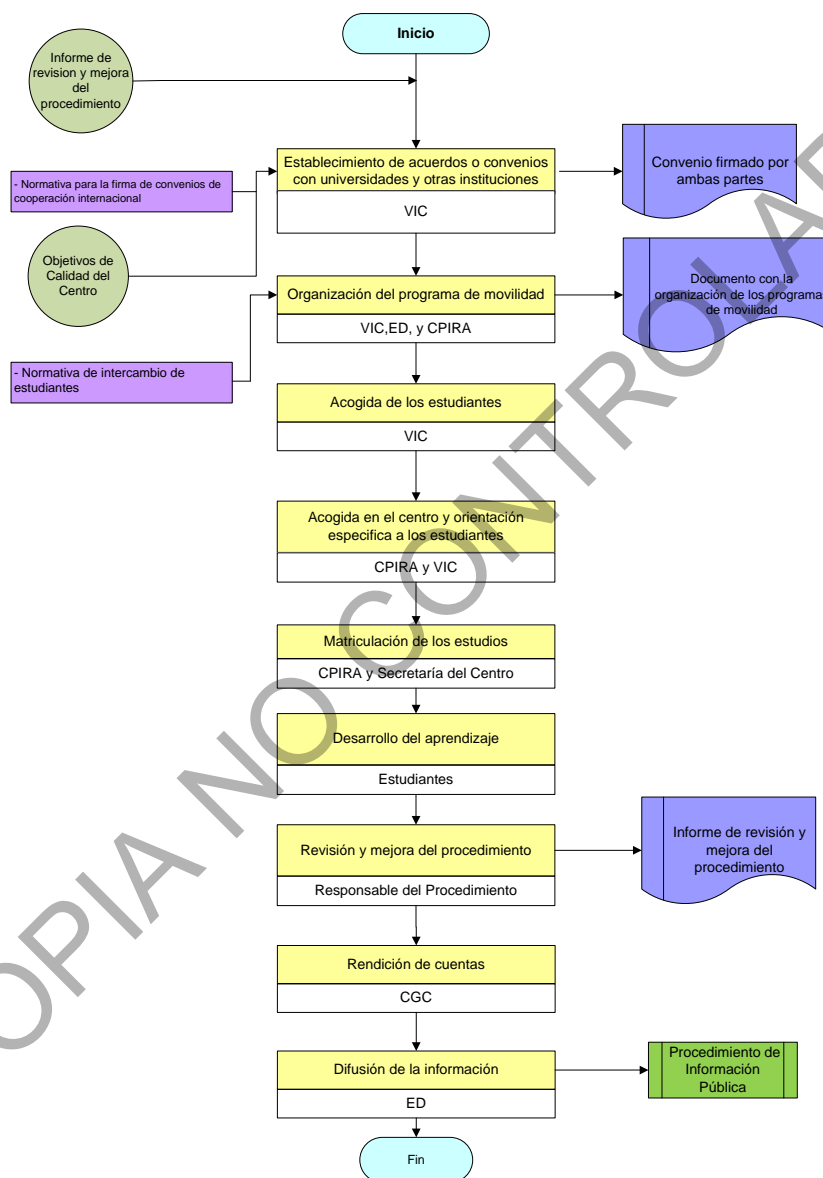 Inicio
Informe de
revision y mejora
del
procedimiento
Establecimiento de acuerdos o convenios
con universidades y otras instituciones
VIC
Convenio firmado por
ambas partes
- Normativa para la firma de convenios de
cooperación internacional
Objetivos de
Calidad del
Centro
Organización del programa de movilidad
VIC,ED, y CPIRA
Documento con la
organización de los programa
de movilidad
- Normativa de intercambio de
estudiantes
Acogida de los estudiantes
VIC
Acogida en el centro y orientación
especifica a los estudiantes
CPIRA y VIC
Matriculación de los estudios
CPIRA y Secretaría del Centro
Desarrollo del aprendizaje
Estudiantes
Revisión y mejora del procedimiento
Responsable del Procedimiento
Informe de revisión y
mejora del
procedimiento
Rendición de cuentas
CGC
Difusión de la información
ED
Procedimiento de
Información
Pública
Fin
OPIA NO CONTROLA